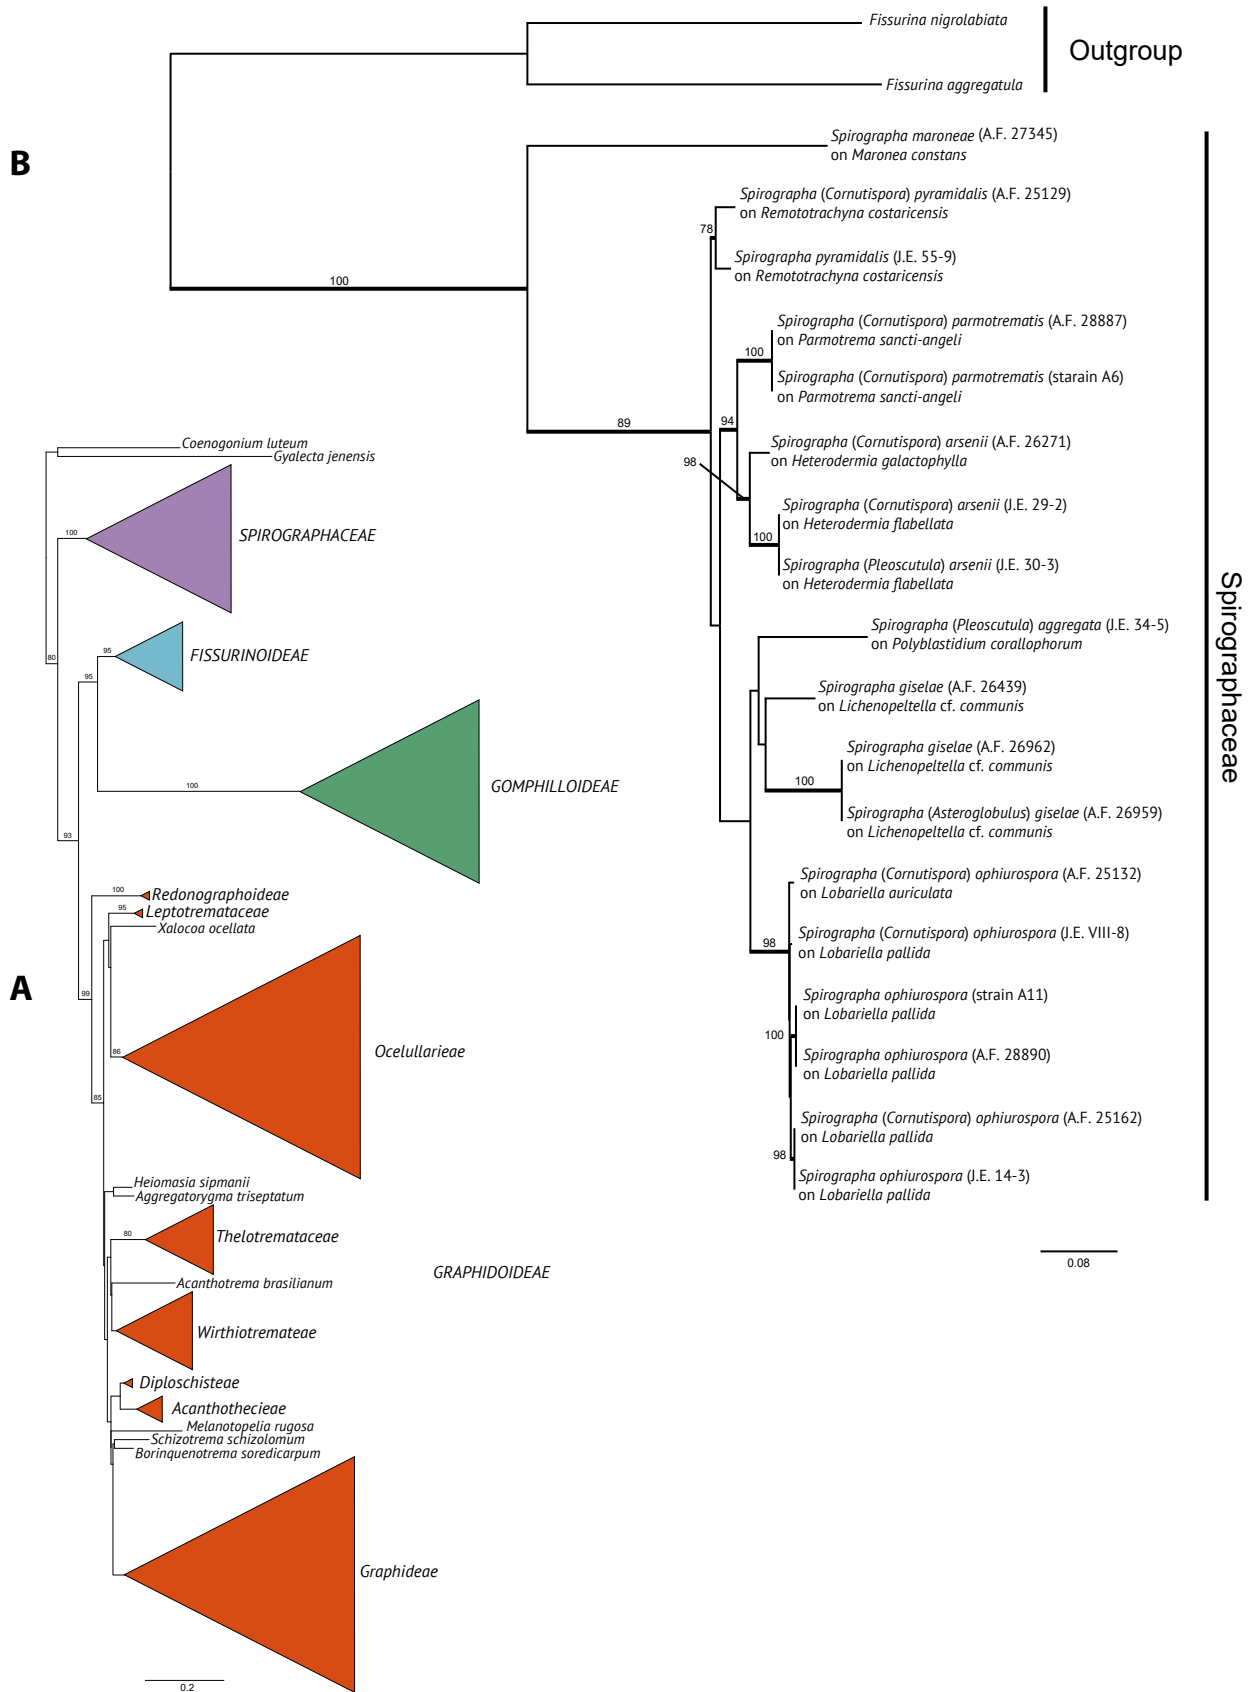 Fissurina nigrolabiata
Outgroup
Fissurina aggregatula
B
Spirographa maroneae (A.F. 27345)
on Maronea constans
Spirographa (Cornutispora) pyramidalis (A.F. 25129)
on Remototrachyna costaricensis
78
Spirographa pyramidalis (J.E. 55-9)
on Remototrachyna costaricensis
100
Spirographa (Cornutispora) parmotrematis (A.F. 28887)
on Parmotrema sancti-angeli
100
Spirographa (Cornutispora) parmotrematis (starain A6)
on Parmotrema sancti-angeli
89
94
Spirographa (Cornutispora) arsenii (A.F. 26271)
on Heterodermia galactophylla
98
Spirographa (Cornutispora) arsenii (J.E. 29-2)
on Heterodermia flabellata
100
Spirographa (Pleoscutula) arsenii (J.E. 30-3)
on Heterodermia flabellata
Spirographa (Pleoscutula) aggregata (J.E. 34-5)
on Polyblastidium corallophorum
Spirographa giselae (A.F. 26439)
on Lichenopeltella cf. communis
Spirographa giselae (A.F. 26962)
on Lichenopeltella cf. communis
100
Spirographa (Asteroglobulus) giselae (A.F. 26959)
on Lichenopeltella cf. communis
Spirographa (Cornutispora) ophiurospora (A.F. 25132)
on Lobariella auriculata
98
Spirographa (Cornutispora) ophiurospora (J.E. VIII-8)
on Lobariella pallida
Spirographa ophiurospora (strain A11)
on Lobariella pallida
100
Spirographa ophiurospora (A.F. 28890)
on Lobariella pallida
Spirographa (Cornutispora) ophiurospora (A.F. 25162)
on Lobariella pallida
98
Spirographa ophiurospora (J.E. 14-3)
on Lobariella pallida
Spirographaceae
0.08
Coenogonium luteum
Gyalecta jenensis
100
SPIROGRAPHACEAE
80
95
FISSURINOIDEAE
95
100
GOMPHILLOIDEAE
93
100
Redonographoideae
95
Leptotremataceae
Xalocoa ocellata
A
99
86
Ocelullarieae
85
Heiomasia sipmanii
Aggregatorygma triseptatum
80
Thelotremataceae
GRAPHIDOIDEAE
Acanthotrema brasilianum
Wirthiotremateae
Diploschisteae
Acanthothecieae
Melanotopelia rugosa
Schizotrema schizolomum
Borinquenotrema soredicarpum
Graphideae
0.2